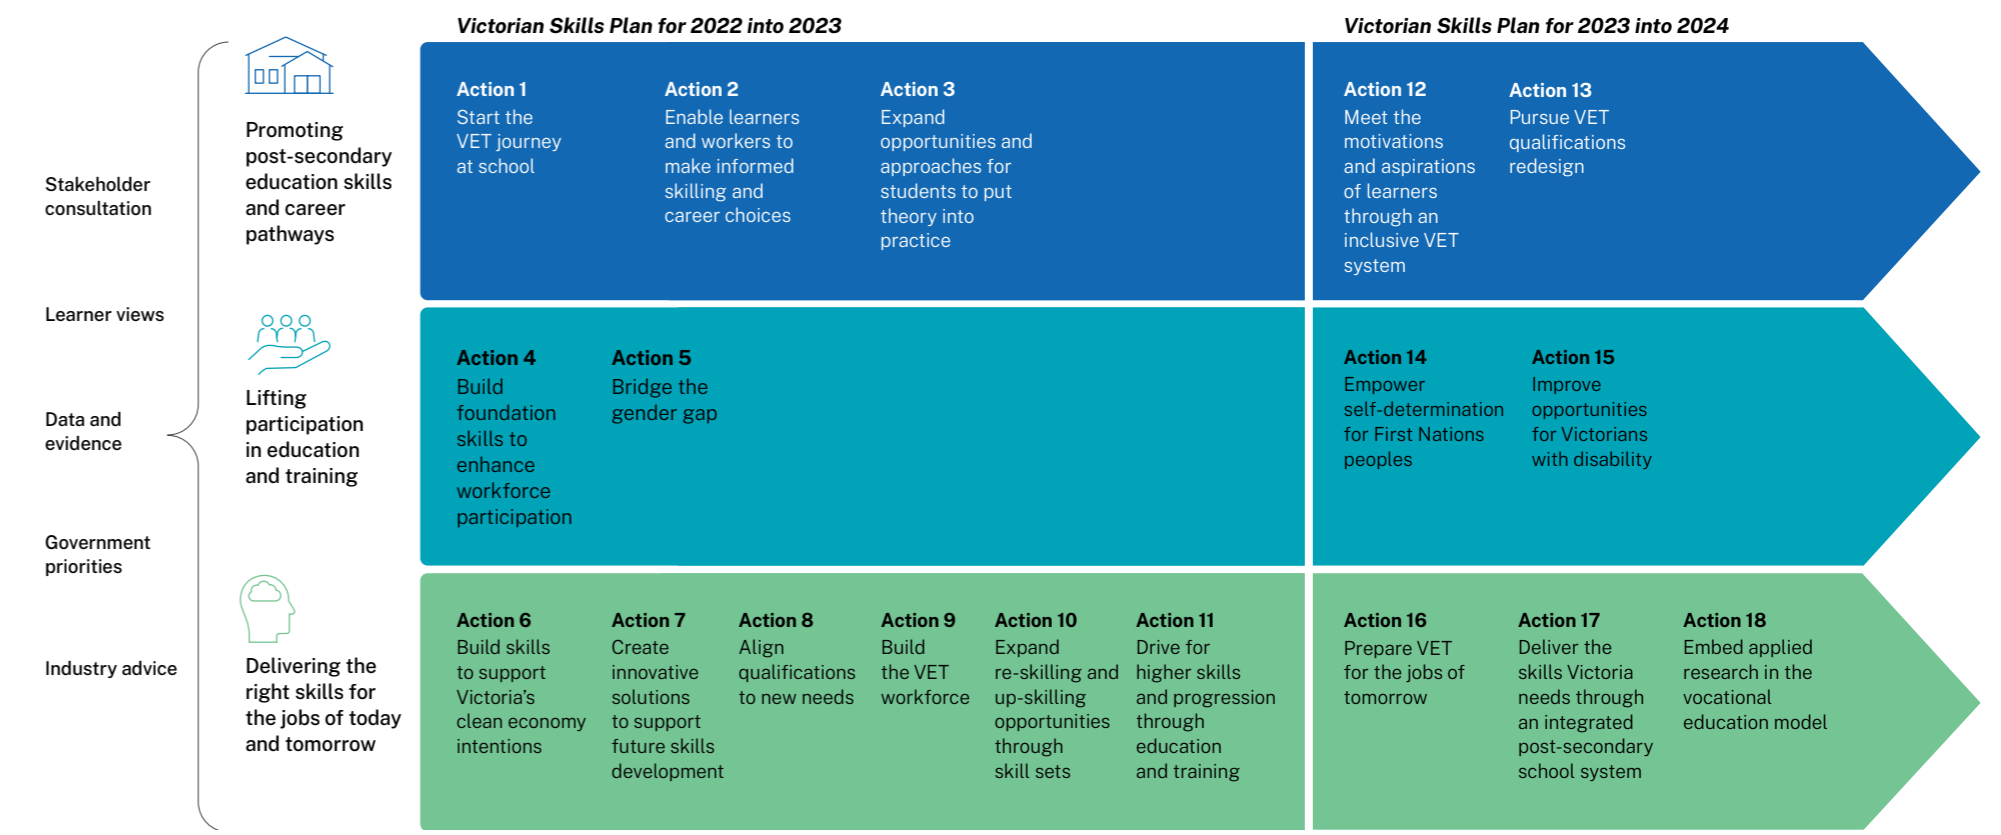 Victorian Skills Plan for 2022 into 2023
Victorian Skills Plan for 2023 into 2024
Stakeholder
consultation
Learner views
Data and
evidence
Government
priorities
Industry advice
Promoting
post-secondary
education skills
and career
pathways
Action 1
Start the
VET journey
at school
Action 2
Enable learners
and workers to
make informed
skilling and
career choices
Action 3
Expand
opportunities and
approaches for
students to put
theory into
practice
Action 12
Meet the
motivations
and aspirations
of learners
through an
inclusive VET
system
Action 13
Pursue VET
qualifications
redesign
Lifting
participation
in education
and training
Action 4
Build
foundation
skills to
enhance
workforce
participation
Action 5
Bridge the
gender gap
Action 14
Empower
self-determination
for First Nations
peoples
Action 15
Improve
opportunities
for Victorians
with disability
Delivering the
right skills for
the jobs of today
and tomorrow
Action 6
Build skills
to support
Victoria's
clean economy
intentions
Action 7
Create
innovative
solutions
to support
future skills
development
Action 8
Align
qualifications
to new needs
Action 9
Build
the VET
workforce
Action 10
Expand
re-skilling and
up-skilling
opportunities
through
skill sets
Action 11
Drive for
higher skills
and progression
through
education
and training
Action 16
Prepare VET
for the jobs of
tomorrow
Action 17
Deliver the
skills Victoria
needs through
an integrated
post-secondary
school system
Action 18
Embed applied
research in the
vocational
education model